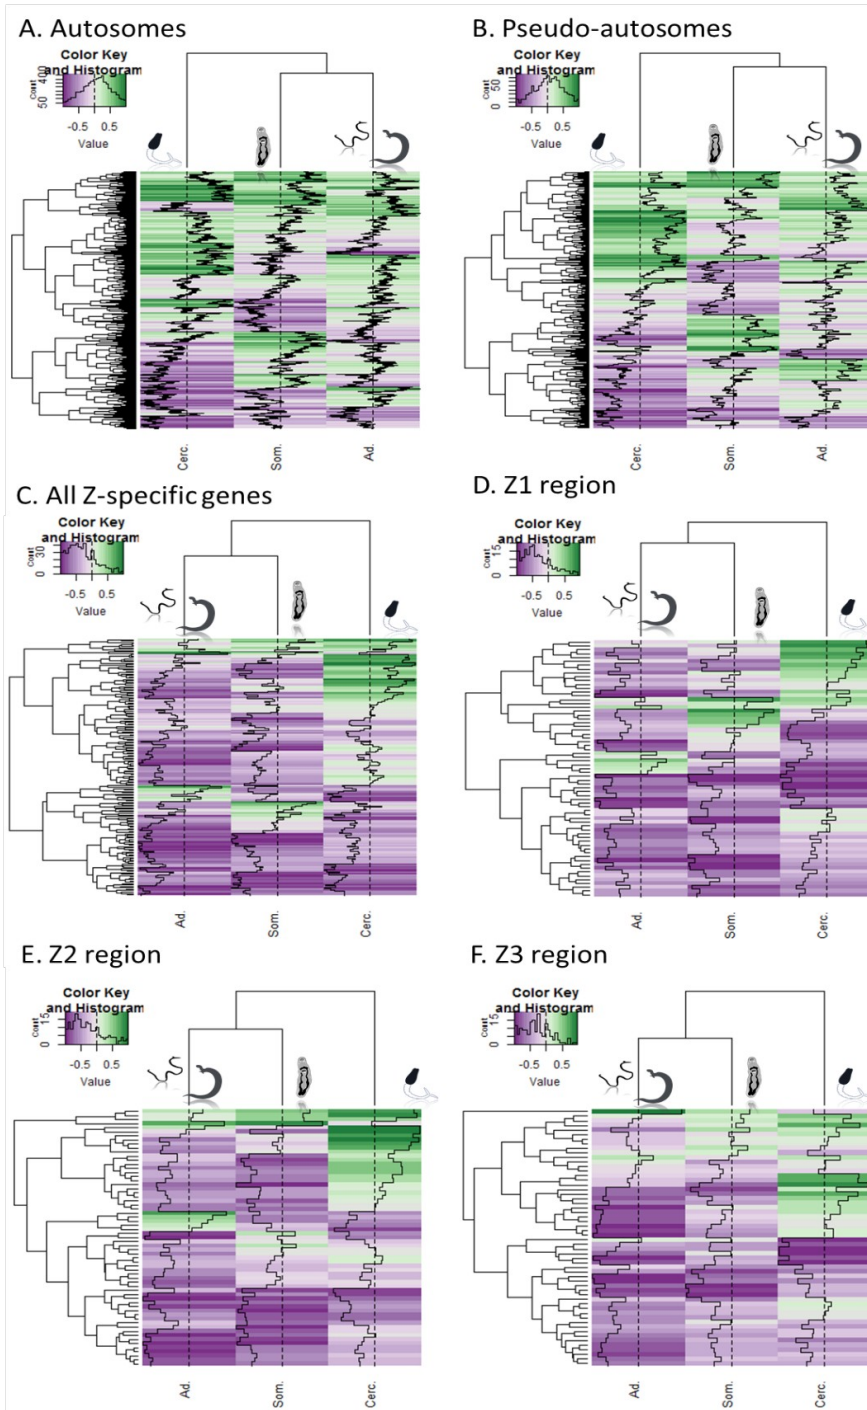 A. Autosomes
Color Key
and Histogram
Count
50 400
-0.5 0.5
Value
Cerc.
Som.
Ad.
B. Pseudo-autosomes
Color Key
and Histogram
Count
0 50
-0.5 0.5
Value
Cerc.
Som.
Ad.
C. All Z-specific genes
Color Key
and Histogram
Count
0 30
-0.5 0.5
Value
Ad.
Som.
Cerc.
D. Z1 region
Color Key
and Histogram
Count
0 15
-0.5 0.5
Value
Ad.
Som.
Cerc.
E. Z2 region
Color Key
and Histogram
Count
0 15
-0.5 0.5
Value
Ad.
Som.
Cerc.
F. Z3 region
Color Key
and Histogram
Count
0 15
-0.5 0.5
Value
Ad.
Som.
Cerc.